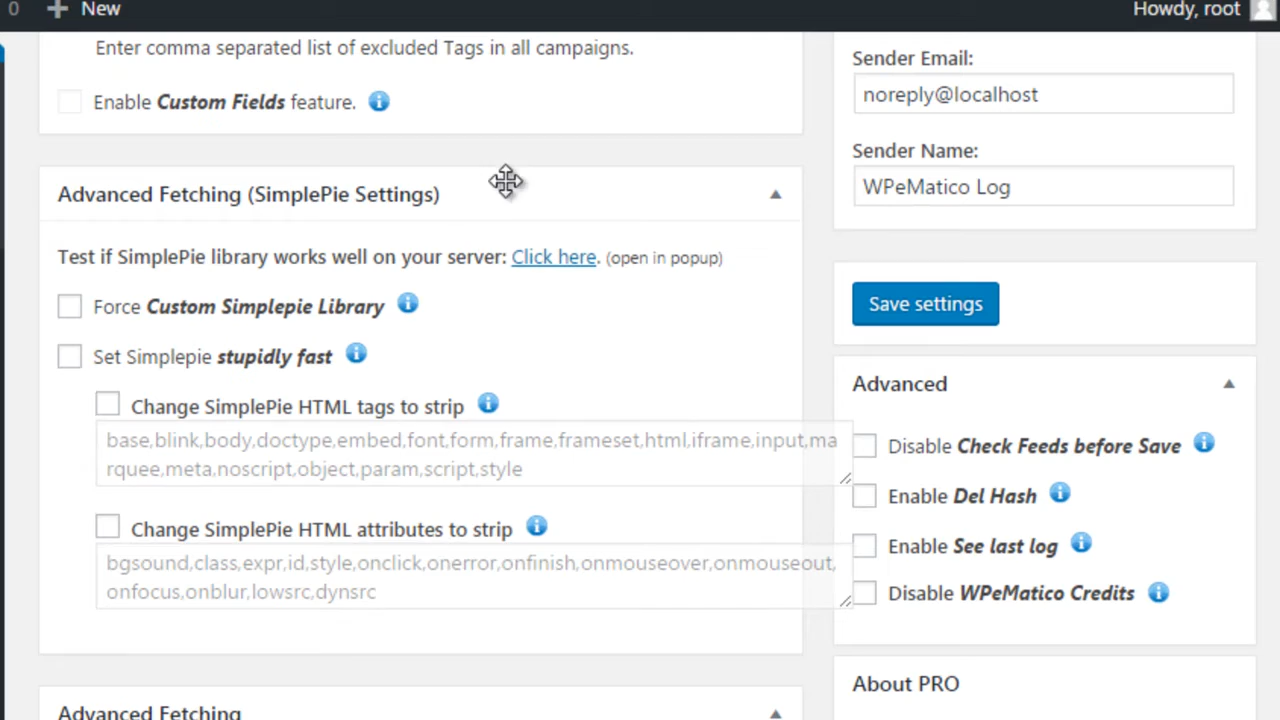 0 New
Howdy, root
Enter comma separated list of excluded Tags in all campaigns.
Enable Custom Fields feature.
Advanced Fetching (SimplePie Settings)
Test if SimplePie library works well on your server: Click here. (open in popup)
Force Custom Simplepie Library
Set Simplepie stupidly fast
Change SimplePie HTML tags to strip
base,blink,body,doctype,embed,font,form,frame,frameset,html,iframe,input,ma
rquee,meta,noscript,object,param,script,style
Change SimplePie HTML attributes to strip
bgsound,class,expr,id,style,onclick,onerror,onfinish,onmouseover,onmouseout,
onfocus,onblur,lowsrc,dynsrc
Advanced Fetching
Sender Email:
noreply@localhost
Sender Name:
WPeMatico Log
Save settings
Advanced
Disable Check Feeds before Save
Enable Del Hash
Enable See last log
Disable WPeMatico Credits
About PRO